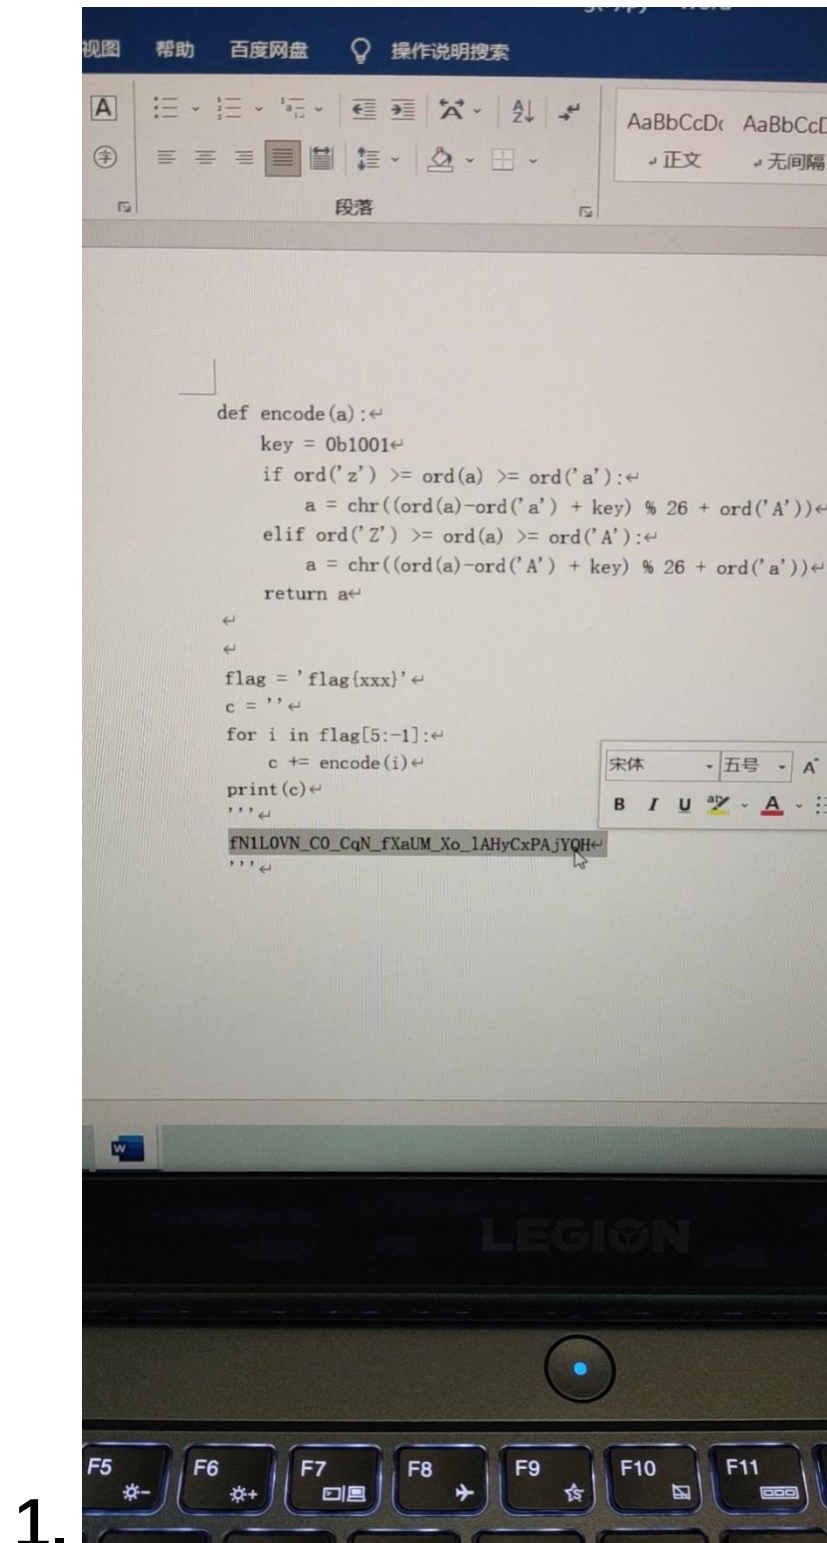 视图 帮助 百度网盘 操作说明搜索
A AaBbCcDc AaBbCcD
字 正文 无间隔
段落
def encode(a):
key = 0b1001
if ord('z') >= ord(a) >= ord('a'):
a = chr((ord(a)-ord('a') + key) % 26 + ord('A'))
elif ord('Z') >= ord(a) >= ord('A'):
a = chr((ord(a)-ord('A') + key) % 26 + ord('a'))
return a
flag = 'flag{xxx}'
c = ''
for i in flag[5:-1]:
c += encode(i)
print(c)
'''
fN1L0VN_C0_CqN_fXaUM_Xo_lAHyCxPAjYQH
'''
宋体 五号 A
B I U aby A
W
LEGION
F5 F6 F7 F8 F9 F10 F11
1.